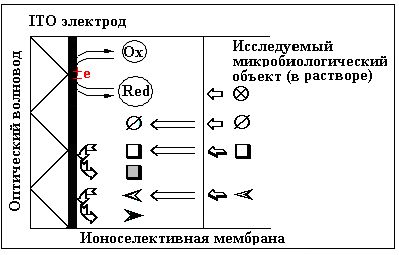 ITO электрод
Ox
Исследуемый
микробиологический
объект (в растворе)
e
Red
Оптический волновод
Ионоселективная мембрана